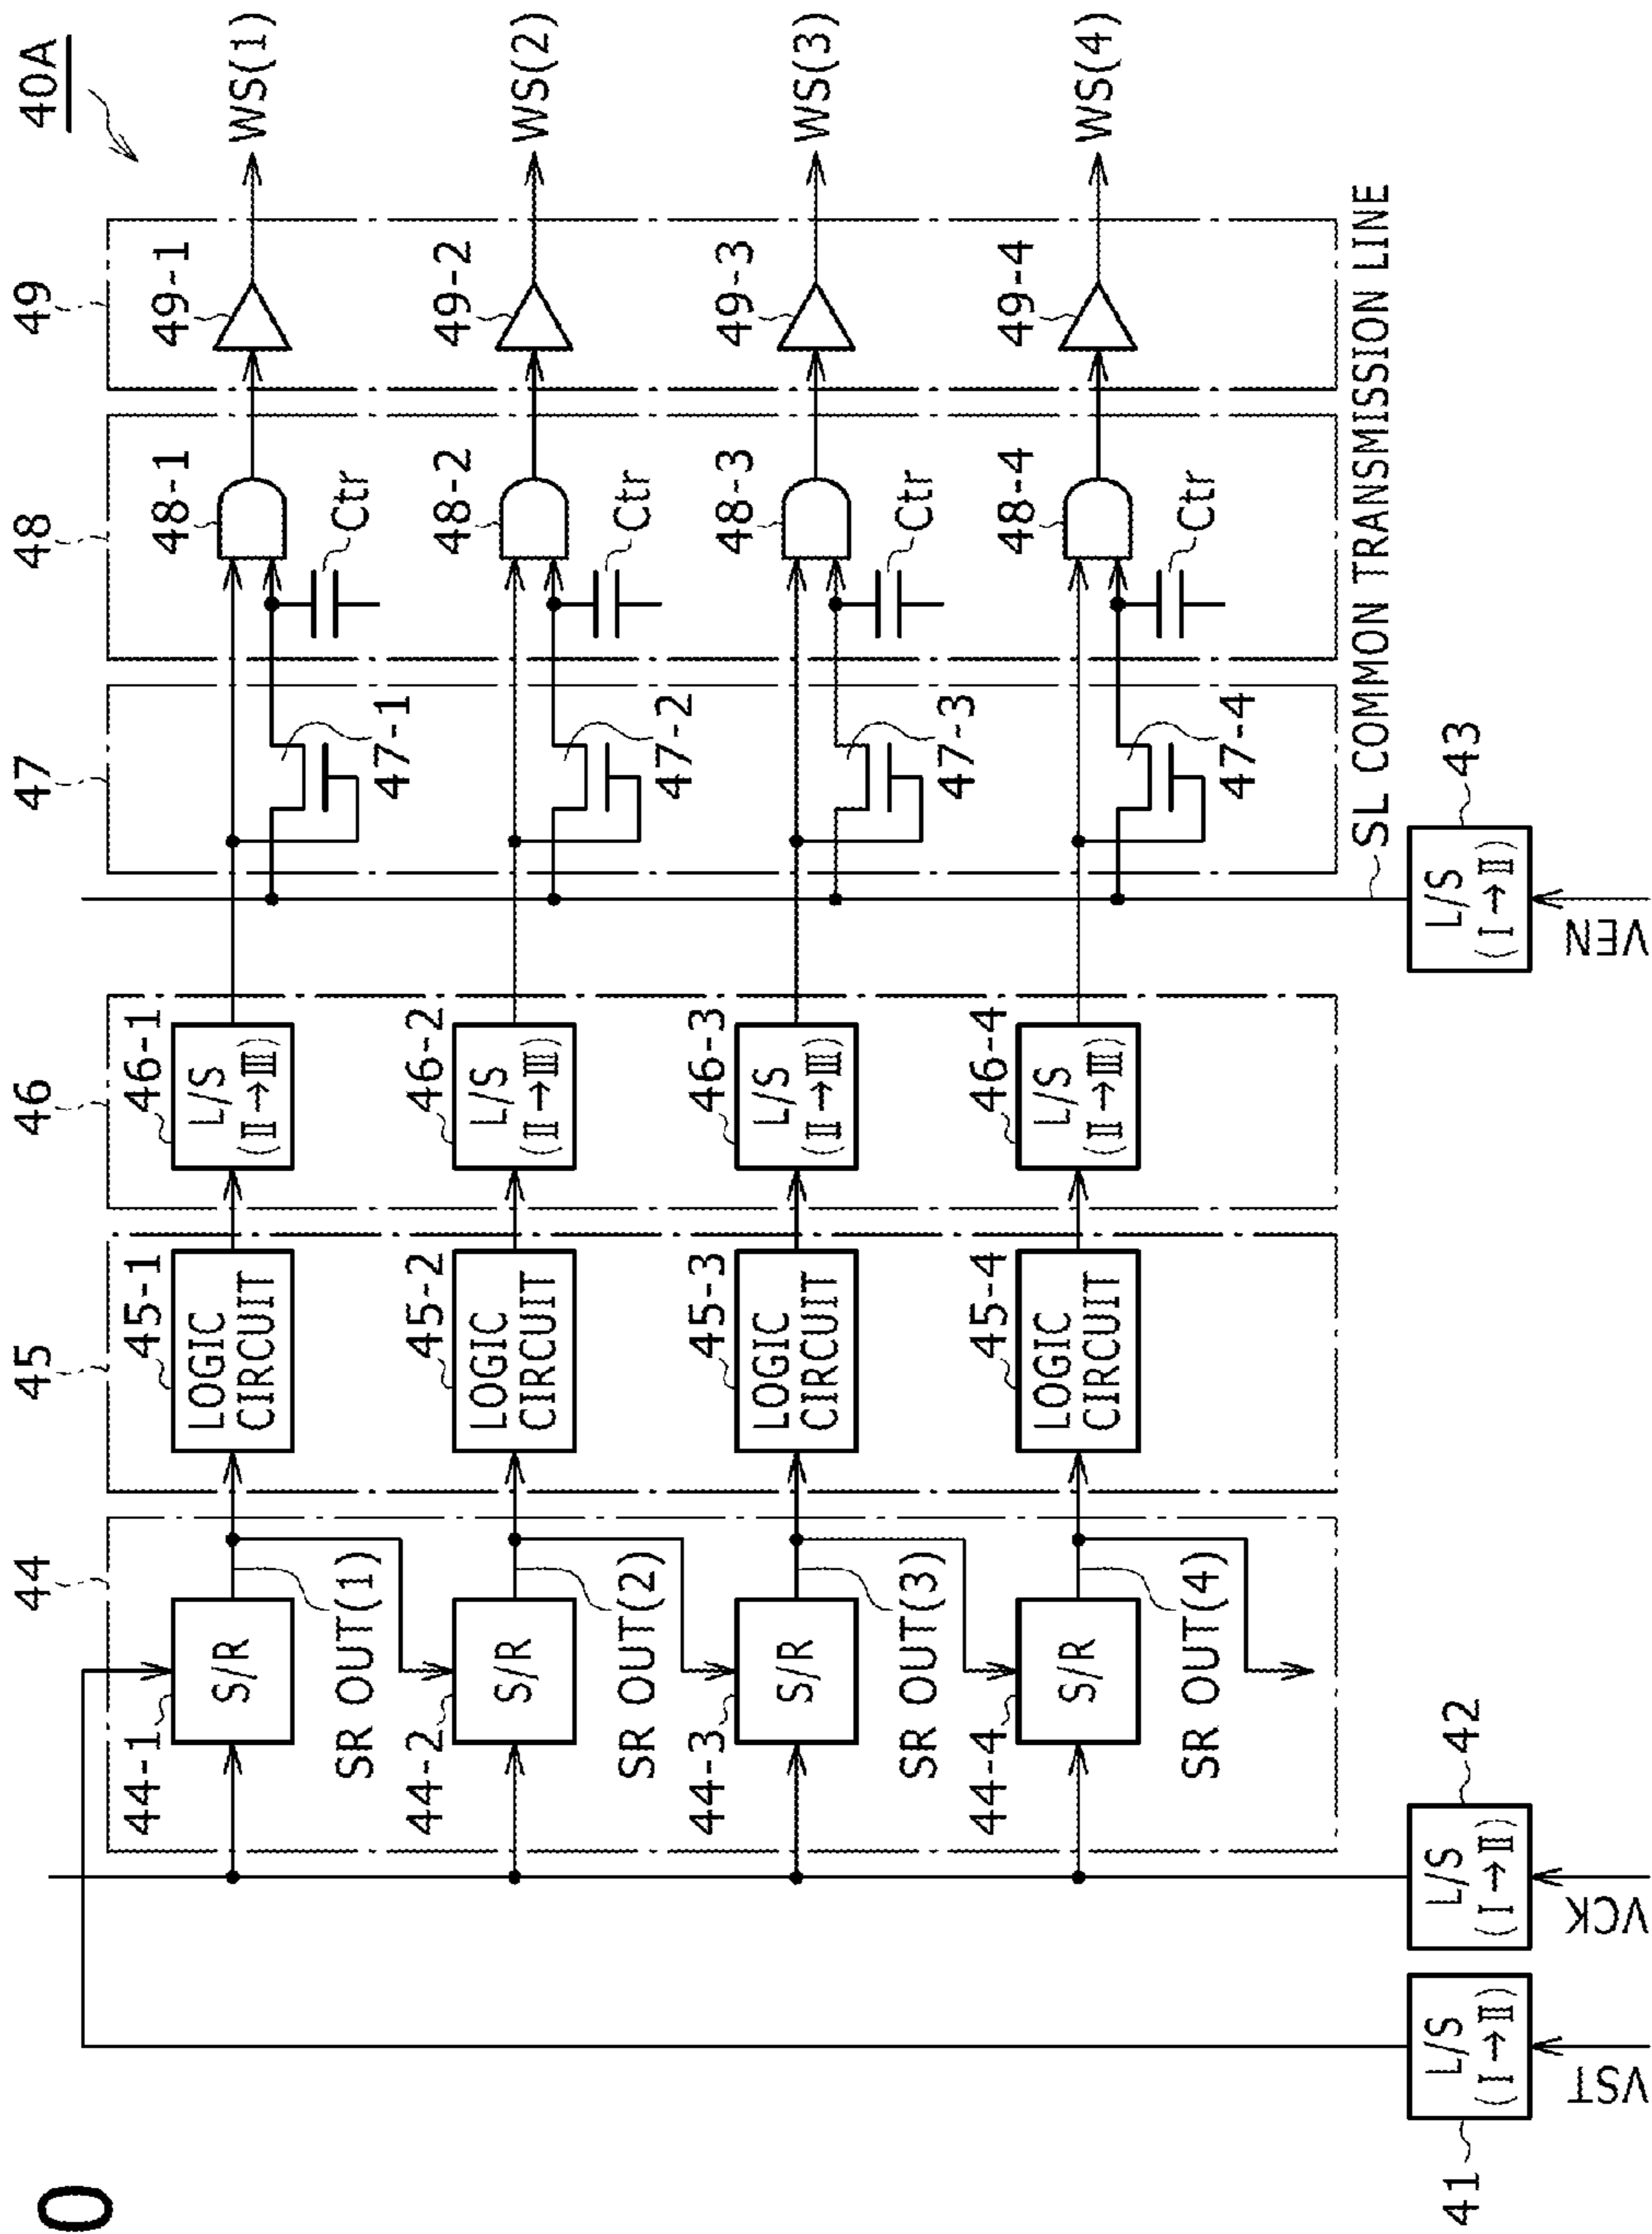 0
40A
44 45 46 47 48 49
44-1 45-1 46-1 48-1 49-1
S/R
LOGIC
CIRCUIT
L/S
(II→III)
WS(1)
SR OUT(1)
47-1
Ctr
44-2 45-2 46-2 48-2 49-2
S/R
LOGIC
CIRCUIT
L/S
(II→III)
WS(2)
SR OUT(2)
47-2
Ctr
44-3 45-3 46-3 48-3 49-3
S/R
LOGIC
CIRCUIT
L/S
(II→III)
WS(3)
SR OUT(3)
47-3
Ctr
44-4 45-4 46-4 48-4 49-4
S/R
LOGIC
CIRCUIT
L/S
(II→III)
WS(4)
SR OUT(4)
47-4
Ctr
SL COMMON TRANSMISSION LINE
41
L/S
(I→II)
42
L/S
(I→II)
43
L/S
(I→III)
VST
VCK
VEN